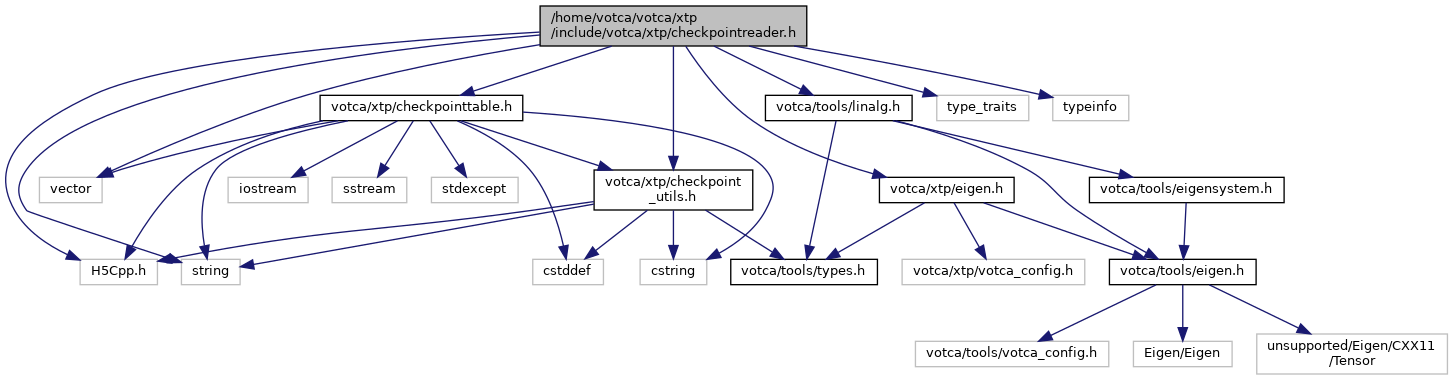 /home/votca/votca/xtp
/include/votca/xtp/checkpointreader.h
votca/xtp/checkpointtable.h
votca/tools/linalg.h
type_traits
typeinfo
vector
iostream
sstream
stdexcept
votca/xtp/checkpoint
_utils.h
votca/xtp/eigen.h
votca/tools/eigensystem.h
H5Cpp.h
string
cstddef
cstring
votca/tools/types.h
votca/xtp/votca_config.h
votca/tools/eigen.h
votca/tools/votca_config.h
Eigen/Eigen
unsupported/Eigen/CXX11
/Tensor